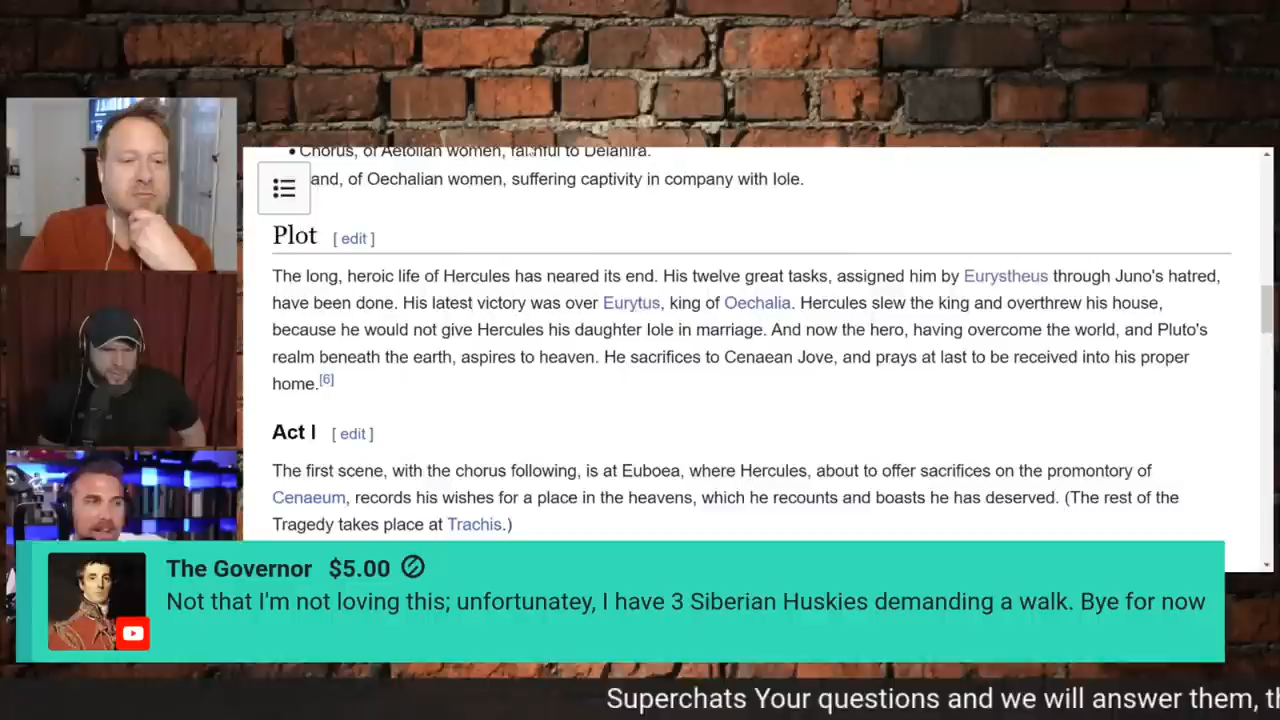 • Chorus, of Aetolian women, faithful to Deianira.
and, of Oechalian women, suffering captivity in company with Iole.
Plot [ edit ]
The long, heroic life of Hercules has neared its end. His twelve great tasks, assigned him by Eurystheus through Juno's hatred,
have been done. His latest victory was over Eurytus, king of Oechalia. Hercules slew the king and overthrew his house,
because he would not give Hercules his daughter Iole in marriage. And now the hero, having overcome the world, and Pluto's
realm beneath the earth, aspires to heaven. He sacrifices to Cenaean Jove, and prays at last to be received into his proper
home.[6]
Act I [ edit ]
The first scene, with the chorus following, is at Euboea, where Hercules, about to offer sacrifices on the promontory of
Cenaeum, records his wishes for a place in the heavens, which he recounts and boasts he has deserved. (The rest of the
Tragedy takes place at Trachis.)
The Governor $5.00
Not that I'm not loving this; unfortunatey, I have 3 Siberian Huskies demanding a walk. Bye for now
Superchats Your questions and we will answer them, th